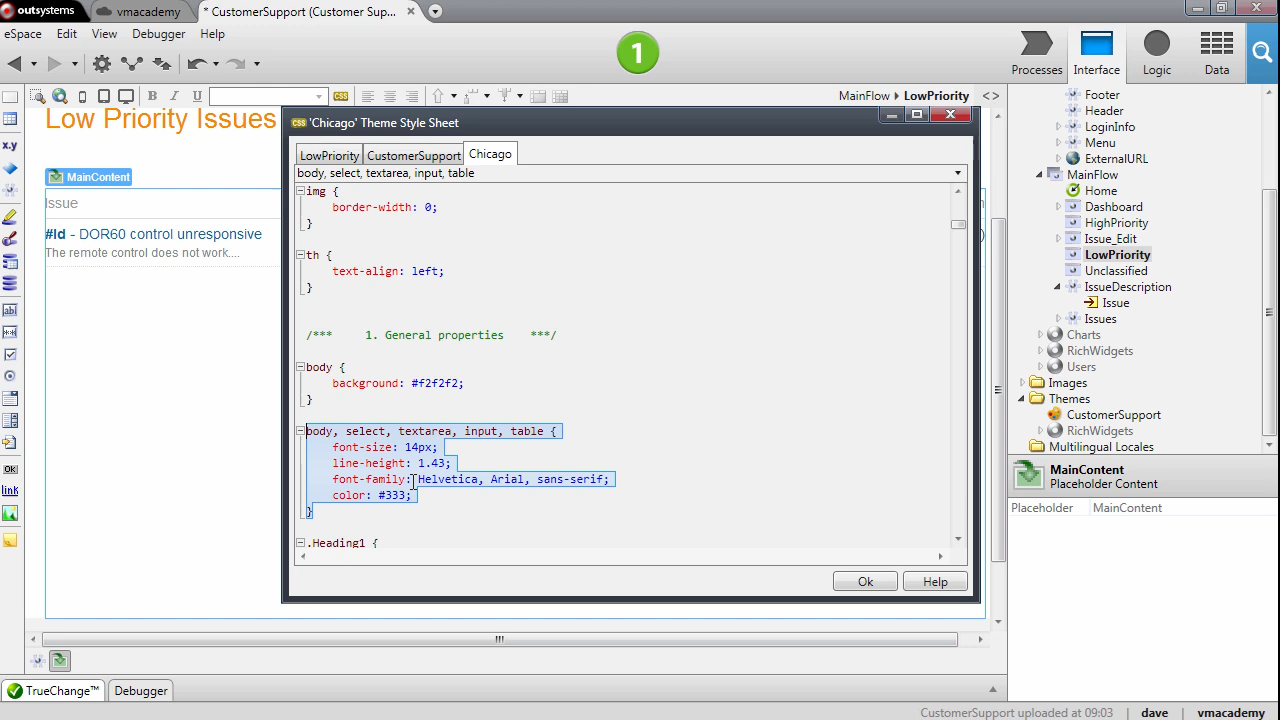 outsystems
vmacademy
* CustomerSupport (Customer Sup...
eSpace Edit View Debugger Help
1
Processes Interface Logic Data
B I U
CSS
MainFlow LowPriority <>
Low Priority Issues
MainContent
Issue
#Id - DOR60 control unresponsive
The remote control does not work....
x.y
abl
OK
link
CSS 'Chicago' Theme Style Sheet
LowPriority CustomerSupport Chicago
body, select, textarea, input, table
img {
border-width: 0;
}
th {
text-align: left;
}
/*** 1. General properties ***/
body {
background: #f2f2f2;
}
body, select, textarea, input, table {
font-size: 14px;
line-height: 1.43;
font-family: Helvetica, Arial, sans-serif;
color: #333;
}
.Heading1 {
Ok Help
Footer
Header
LoginInfo
Menu
ExternalURL
MainFlow
Home
Dashboard
HighPriority
Issue_Edit
LowPriority
Unclassified
IssueDescription
Issue
Issues
Charts
RichWidgets
Users
Images
Themes
CustomerSupport
RichWidgets
Multilingual Locales
MainContent
Placeholder Content
Placeholder MainContent
TrueChange™ Debugger
CustomerSupport uploaded at 09:03 dave vmacademy